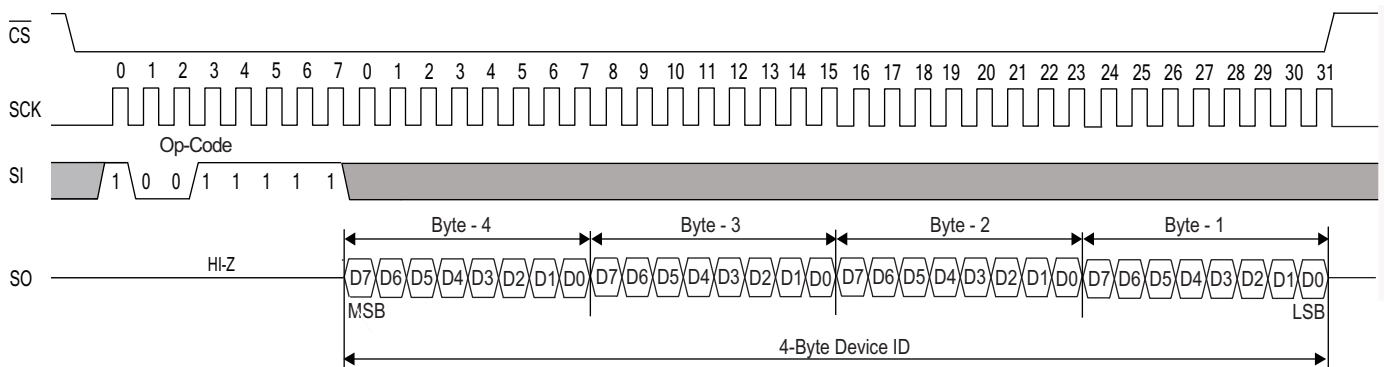 CS
0 1 2 3 4 5 6 7 0 1 2 3 4 5 6 7 8 9 10 11 12 13 14 15 16 17 18 19 20 21 22 23 24 25 26 27 28 29 30 31
SCK
Op-Code
SI 1 0 0 1 1 1 1 1
Byte - 4 Byte - 3 Byte - 2 Byte - 1
HI-Z
SO D7 D6 D5 D4 D3 D2 D1 D0 D7 D6 D5 D4 D3 D2 D1 D0 D7 D6 D5 D4 D3 D2 D1 D0 D7 D6 D5 D4 D3 D2 D1 D0
MSB LSB
4-Byte Device ID